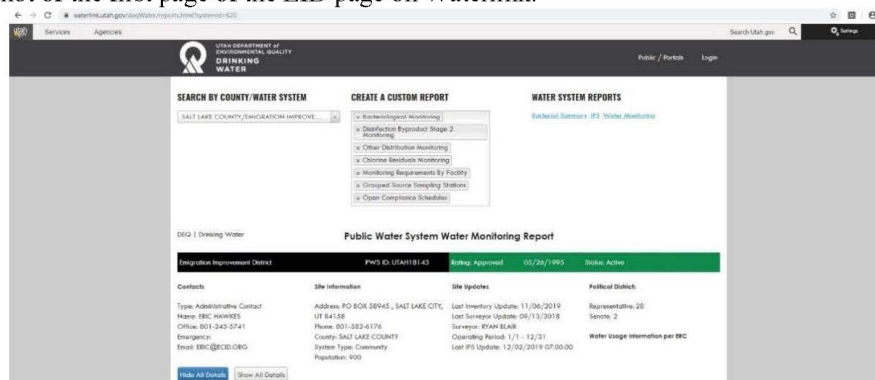 not of the first page of the EID page on Waterlink:
waterlink.utah.gov/deqWater/reports.html?systemId=820
Services Agencies Search Utah.gov Settings
UTAH DEPARTMENT of
ENVIRONMENTAL QUALITY
DRINKING
WATER
Public / Portals Login
SEARCH BY COUNTY/WATER SYSTEM
SALT LAKE COUNTY/EMIGRATION IMPROVE...
CREATE A CUSTOM REPORT
» Bacteriological Monitoring
» Disinfection Byproduct Stage 2
Monitoring
» Other Distribution Monitoring
» Chlorine Residuals Monitoring
» Monitoring Requirements By Facility
» Grouped Source Sampling Stations
» Open Compliance Schedules
WATER SYSTEM REPORTS
Bacterial Summary IPS Water Monitoring
DEQ | Drinking Water
Public Water System Water Monitoring Report
Emigration Improvement District PWS ID: UTAH18143 Rating: Approved 05/26/1995 Status: Active
Contacts
Type: Administrative Contact
Name: ERIC HAWKES
Office: 801-243-5741
Emergency:
Email: ERIC@ECID.ORG
Site Information
Address: PO BOX 58945 , SALT LAKE CITY,
UT 84158
Phone: 801-582-6176
County: SALT LAKE COUNTY
System Type: Community
Population: 900
Site Updates
Last Inventory Update: 11/06/2019
Last Surveyor Update: 09/13/2018
Surveyor: RYAN BLAIR
Operating Period: 1/1 - 12/31
Last IPS Update: 12/02/2019 07:00:00
Political District:
Representative: 28
Senate: 2
Water Usage Information per ERC
Hide All Details Show All Details